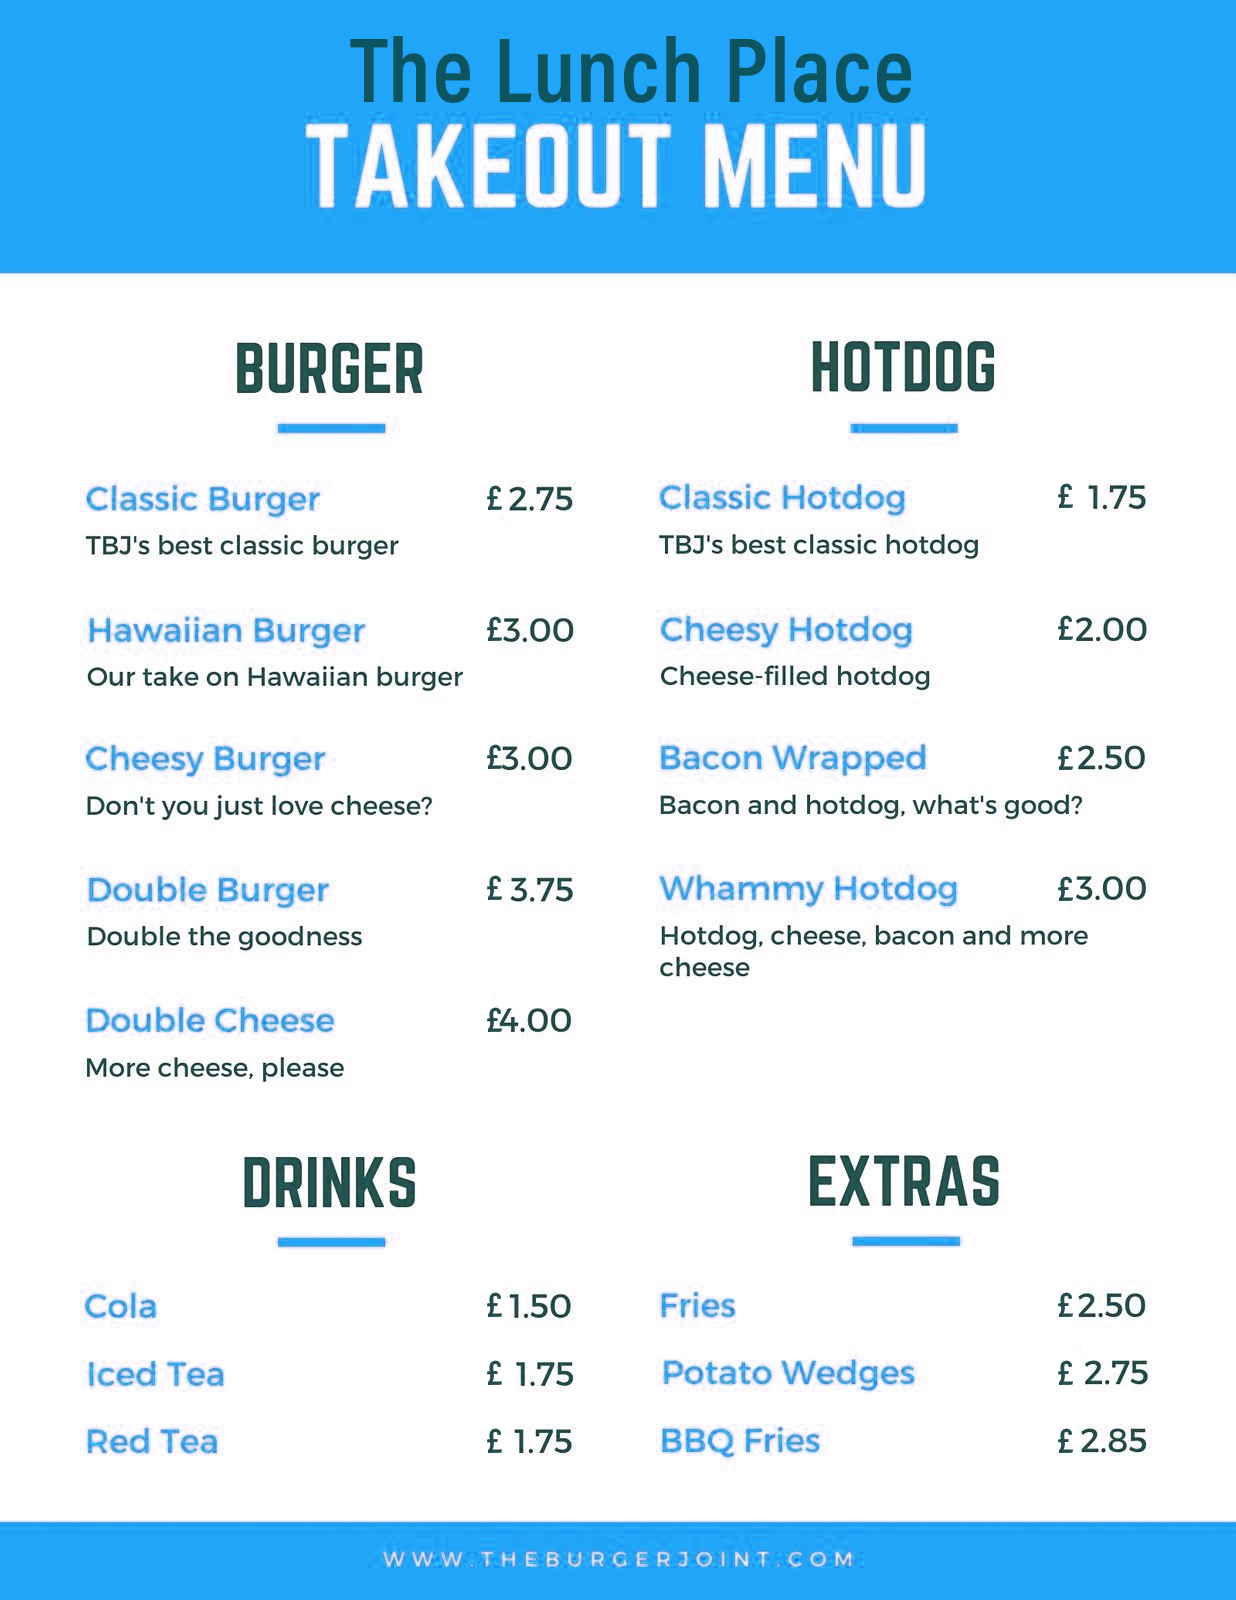 The Lunch Place
TAKEOUT MENU
BURGER
Classic Burger £ 2.75
TBJ's best classic burger
Hawaiian Burger £3.00
Our take on Hawaiian burger
Cheesy Burger £3.00
Don't you just love cheese?
Double Burger £ 3.75
Double the goodness
Double Cheese £4.00
More cheese, please
HOTDOG
Classic Hotdog £ 1.75
TBJ's best classic hotdog
Cheesy Hotdog £2.00
Cheese-filled hotdog
Bacon Wrapped £2.50
Bacon and hotdog, what's good?
Whammy Hotdog £3.00
Hotdog, cheese, bacon and more
cheese
DRINKS
Cola £1.50
Iced Tea £ 1.75
Red Tea £ 1.75
EXTRAS
Fries £2.50
Potato Wedges £ 2.75
BBQ Fries £ 2.85
WWW.THEBURGERJOINT.COM